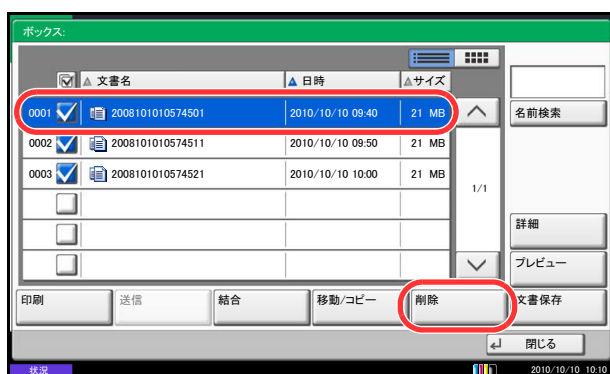 ボックス:
文書名 日時 サイズ
0001 2008101010574501 2010/10/10 09:40 21 MB
名前検索
0002 2008101010574511 2010/10/10 09:50 21 MB
0003 2008101010574521 2010/10/10 10:00 21 MB
1/1
詳細
プレビュー
印刷 送信 結合 移動/コピー 削除 文書保存
閉じる
状況 2010/10/10 10:10